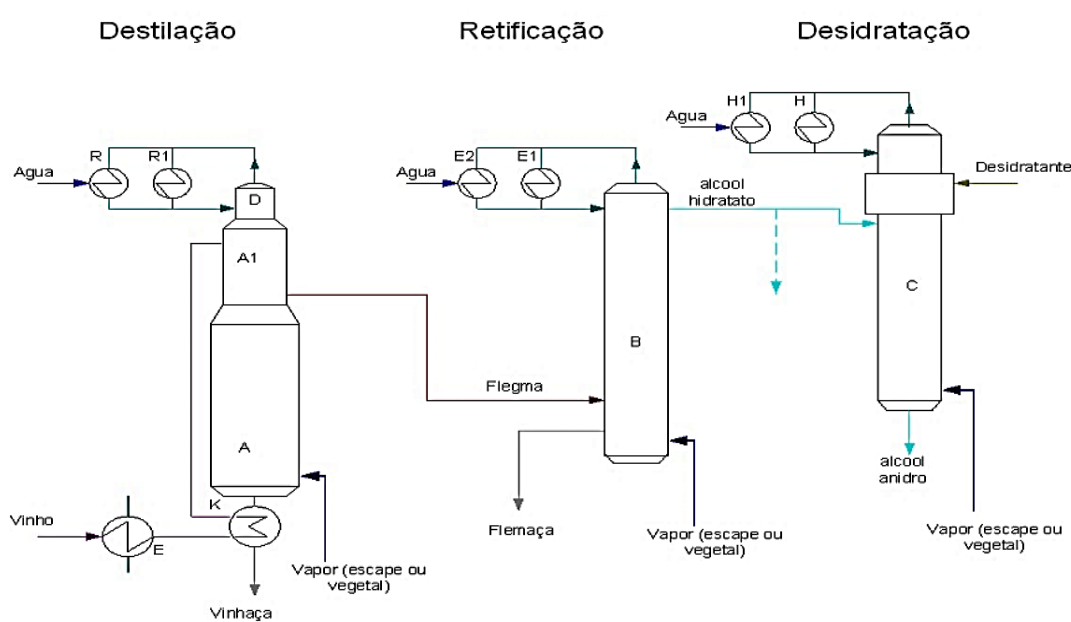 Destilação
Retificação
Desidratação
R
R1
Agua
D
A1
A
K
Vinho
E
Vinhaça
Vapor (escape ou
vegetal)
E2
E1
Agua
B
Flegma
Flemaça
Vapor (escape ou
vegetal)
alcool
hidratato
H1
H
Agua
Desidratante
C
alcool
anidro
Vapor (escape ou
vegetal)